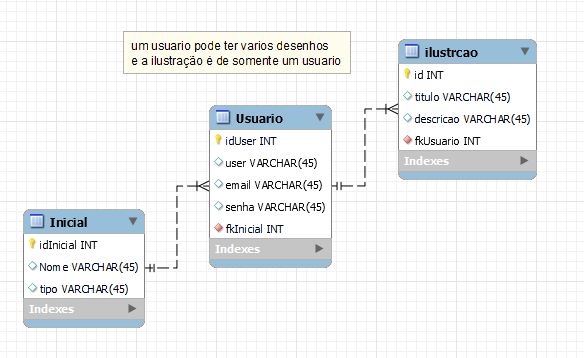 um usuario pode ter varios desenhos
e a ilustração é de somente um usuario
ilustrcao
id INT
titulo VARCHAR(45)
descricao VARCHAR(45)
fkUsuario INT
Indexes
Usuario
idUser INT
user VARCHAR(45)
email VARCHAR(45)
senha VARCHAR(45)
fkInicial INT
Indexes
Inicial
idInicial INT
Nome VARCHAR(45)
tipo VARCHAR(45)
Indexes